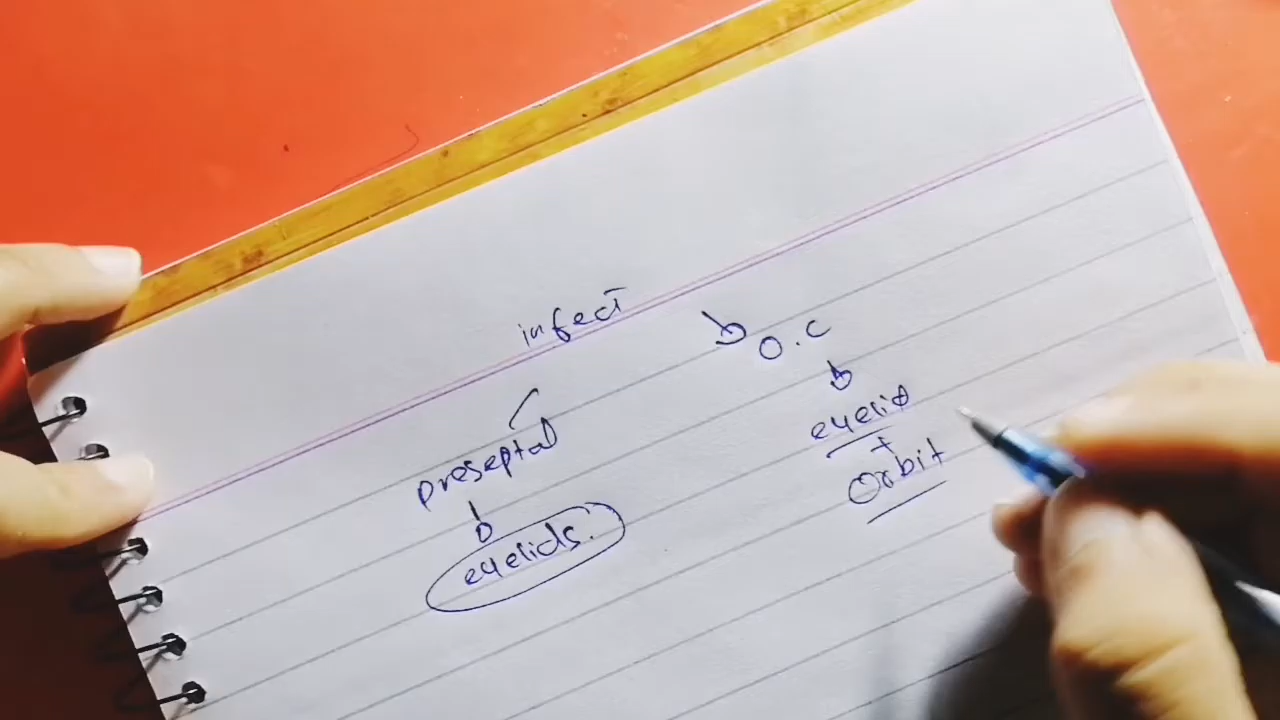 infect
O.C
eyelid
+
orbit
preseptal
eyelids.